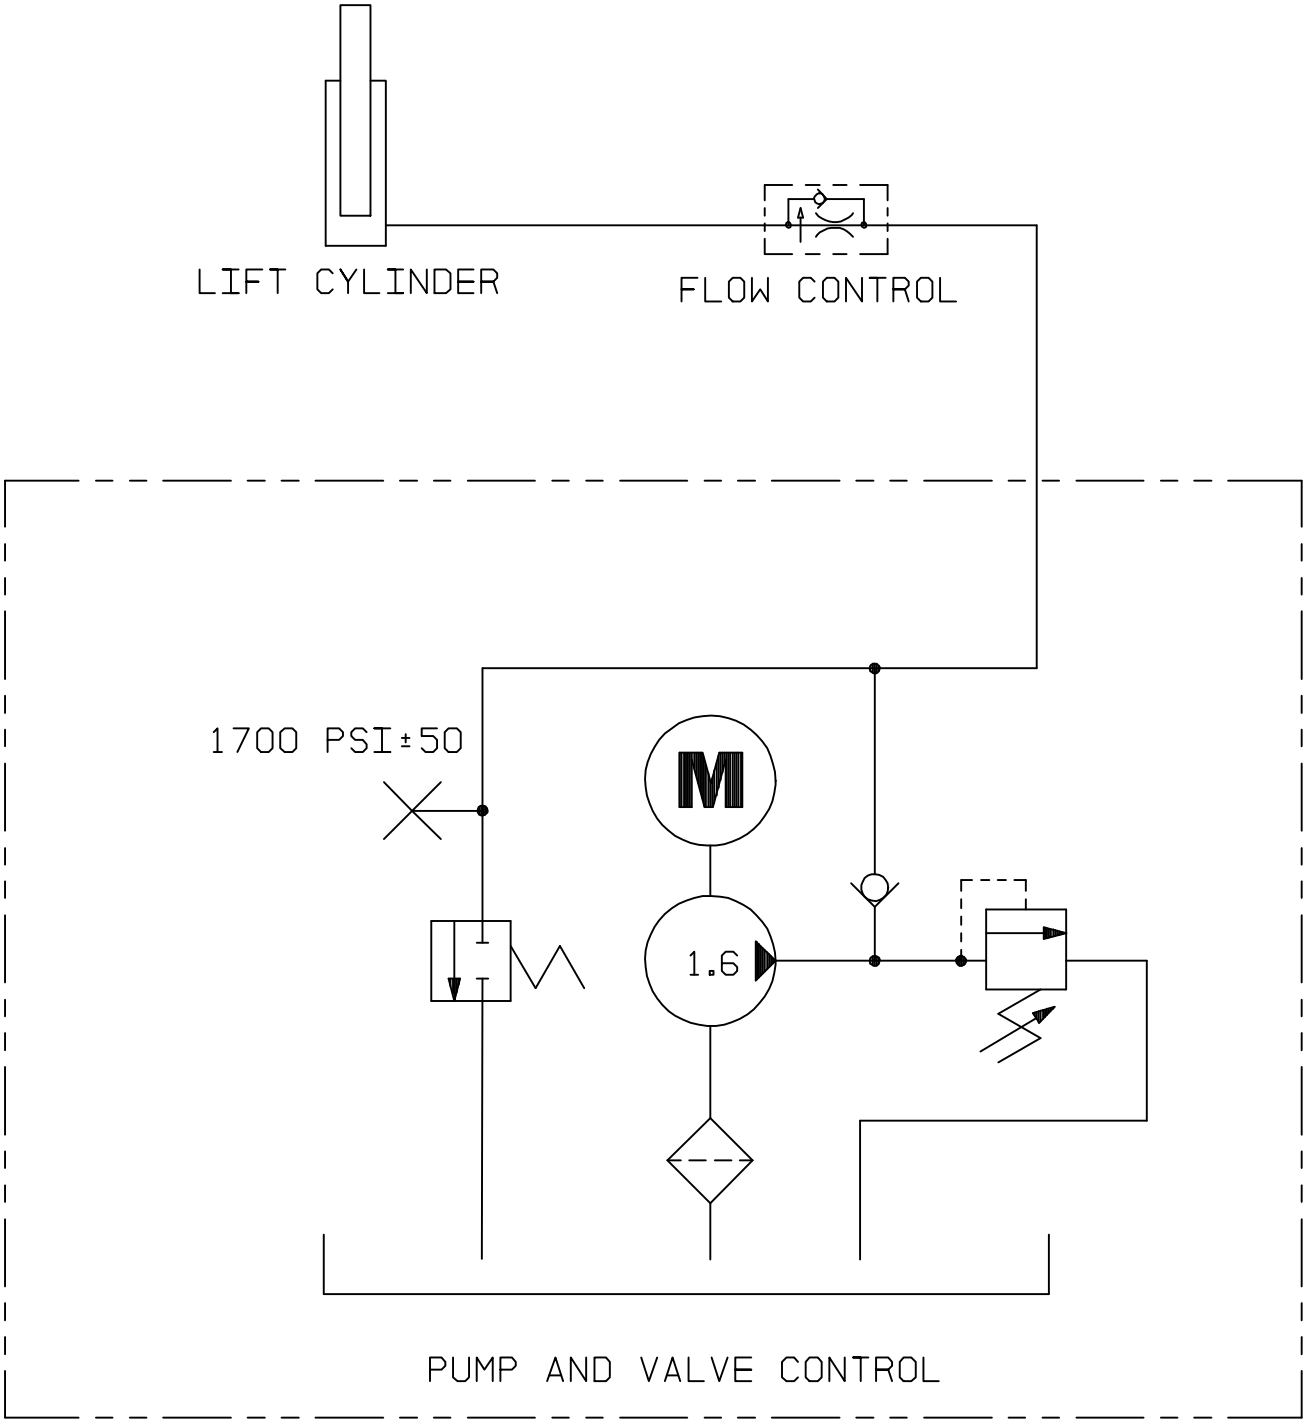 LIFT CYLINDER
FLOW CONTROL
1700 PSI±50
M
1.6
PUMP AND VALVE CONTROL